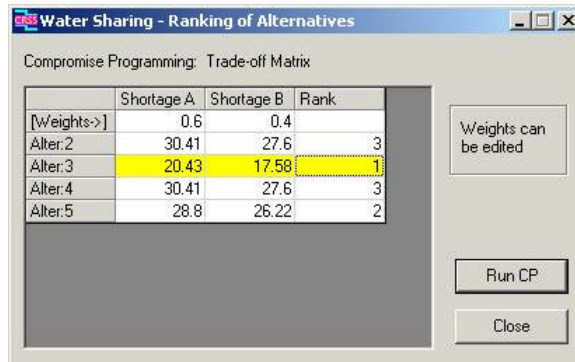 CRSS Water Sharing - Ranking of Alternatives
Compromise Programming: Trade-off Matrix
Shortage A Shortage B Rank
[Weights->] 0.6 0.4
Alter:2 30.41 27.6 3
Alter:3 20.43 17.58 1
Alter:4 30.41 27.6 3
Alter:5 28.8 26.22 2
Weights can
be edited
Run CP
Close